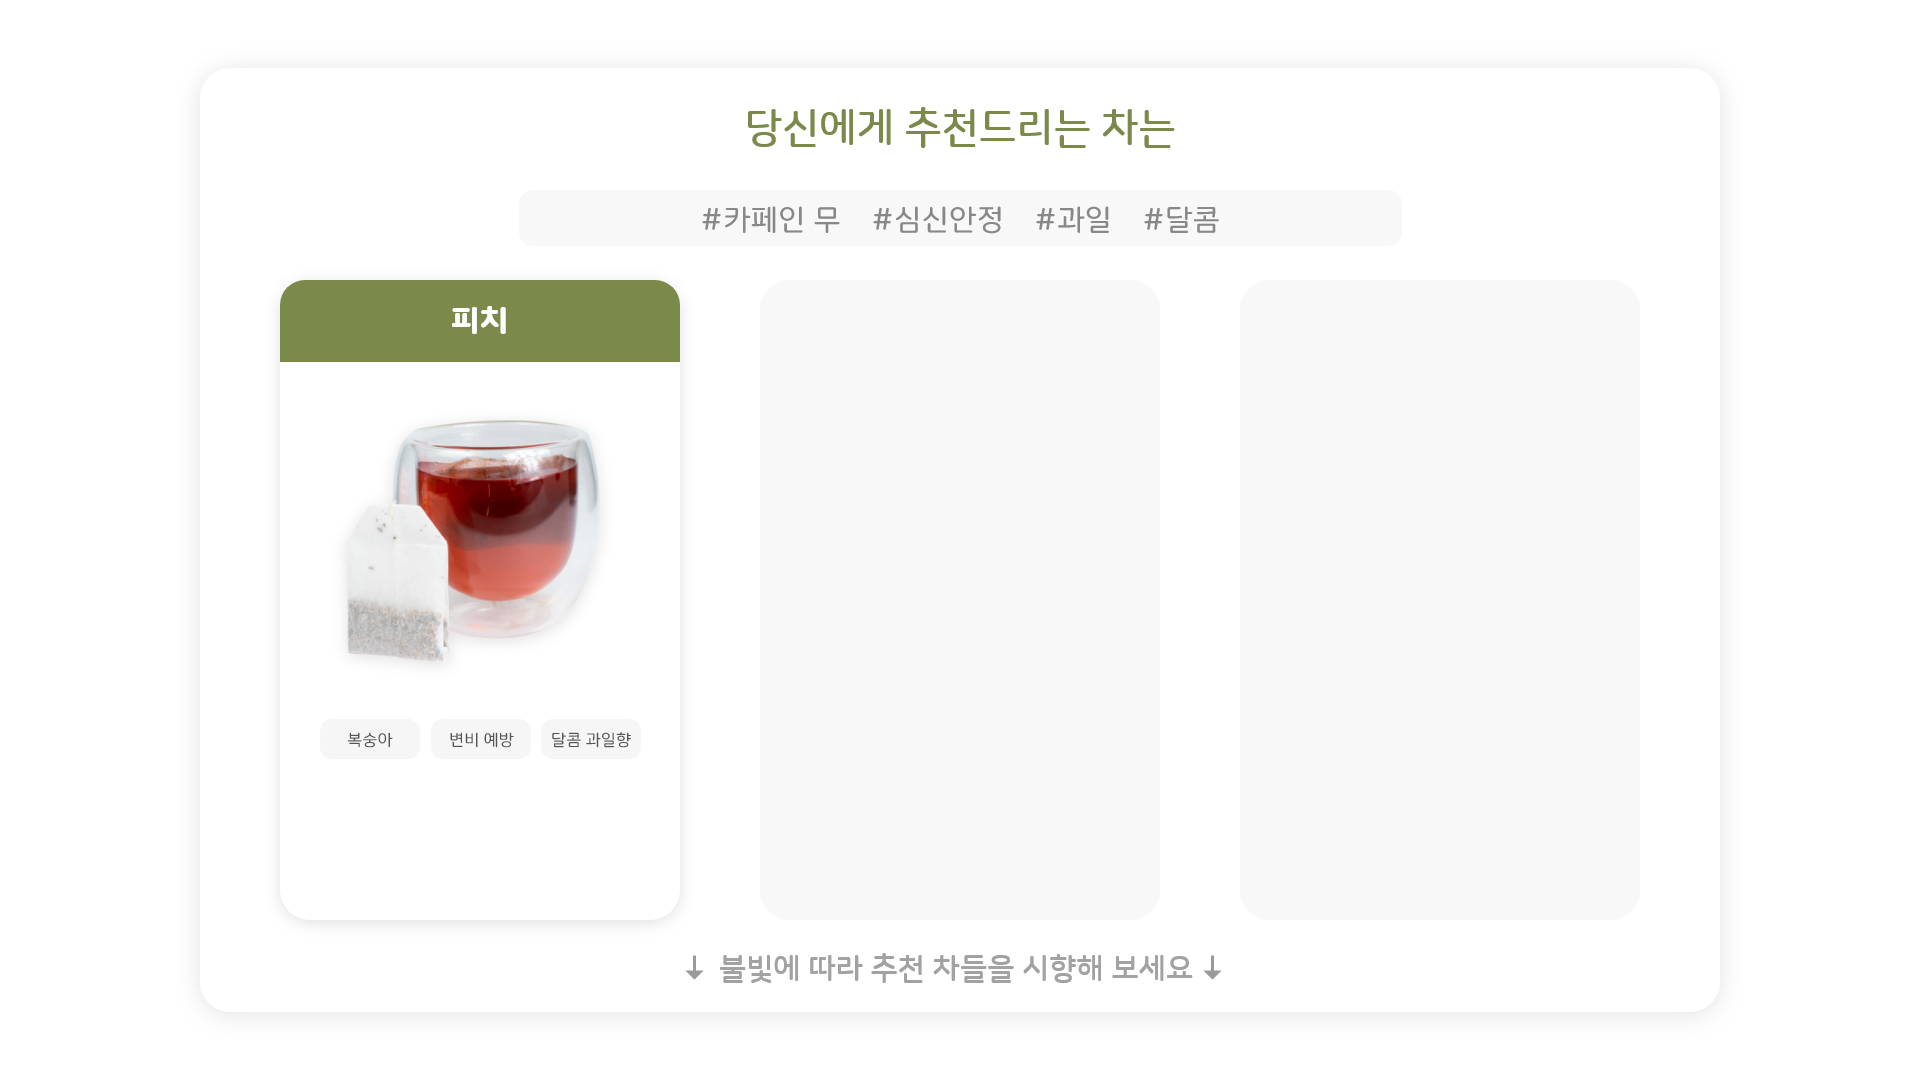 당신에게 추천드리는 차는
#카페인 무 #심신안정 #과일 #달콤
피치
복숭아 변비 예방 달콤 과일향
↓ 불빛에 따라 추천 차들을 시향해 보세요 ↓